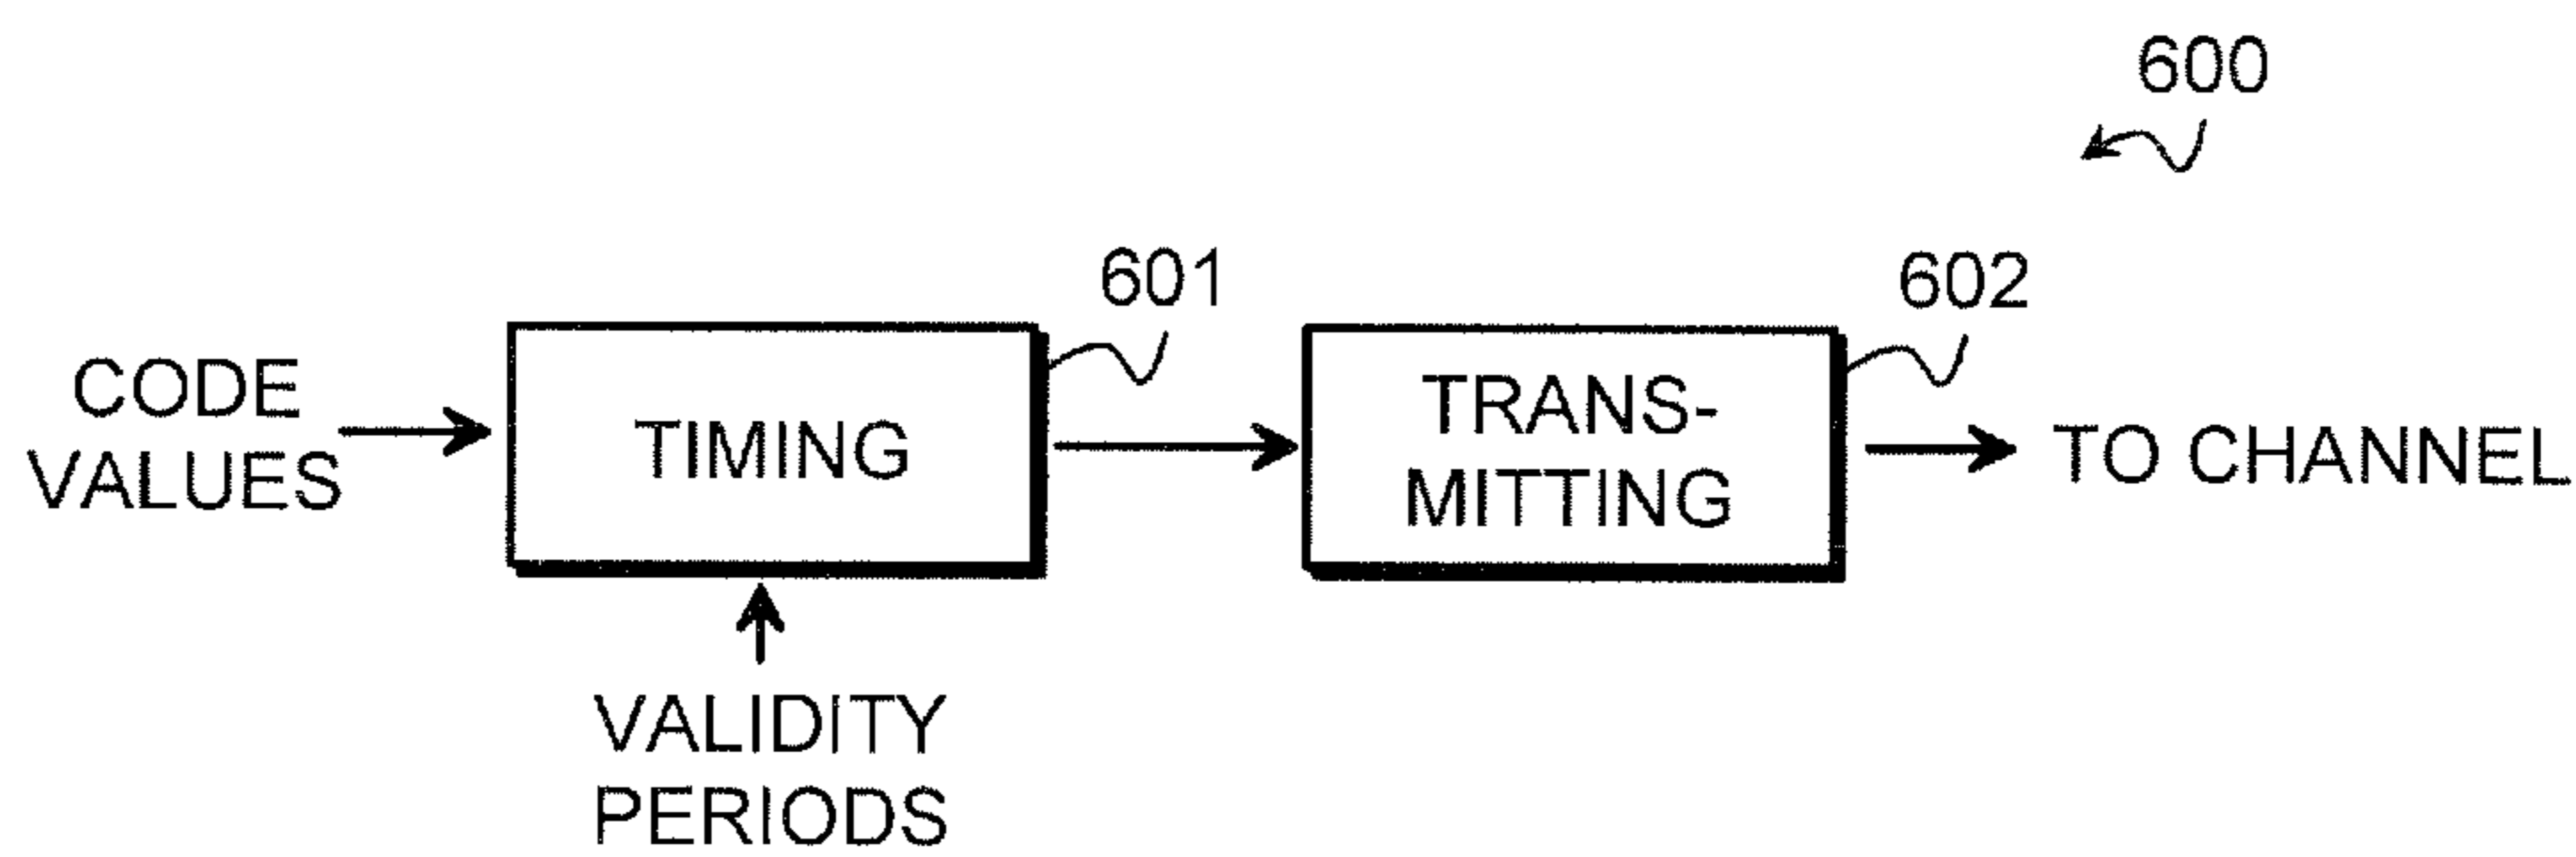 600
601
602
CODE
VALUES
TIMING
TRANS-
MITTING
TO CHANNEL
VALIDITY
PERIODS